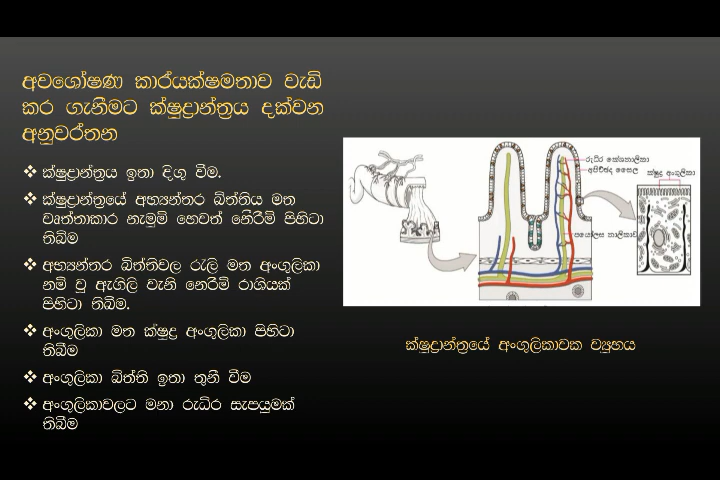 අවශෝෂණ කාර්යක්ෂමතාව වැඩි
කර ගැනීමට ක්ෂුද්‍රාන්ත්‍රය දක්වන
අනුවර්තන
❖ ක්ෂුද්‍රාන්ත්‍රය ඉතා දිගු වීම.
❖ ක්ෂුද්‍රාන්ත්‍රයේ අභ්‍යන්තර බිත්තිය මත
වෘත්තාකාර නැමුම් හෙවත් නෙරීම් පිහිටා
තිබීම
❖ අභ්‍යන්තර බිත්තිවල රැලි මත අංගුලිකා
නම් වූ ඇගිලි වැනි නෙරීම් රාශියක්
පිහිටා තිබීම.
❖ අංගුලිකා මත ක්ෂුද්‍ර අංගුලිකා පිහිටා
තිබීම
❖ අංගුලිකා බිත්ති ඉතා තුනී වීම
❖ අංගුලිකාවලට මනා රුධිර සැපයුමක්
තිබීම
රුධිර කේශනාලිකා
අපිච්ඡද සෛල
ක්ෂුද්‍ර අංගුලිකා
පයෝලස නාලිකාව
ක්ෂුද්‍රාන්ත්‍රයේ අංගුලිකාවක ව්‍යුහය